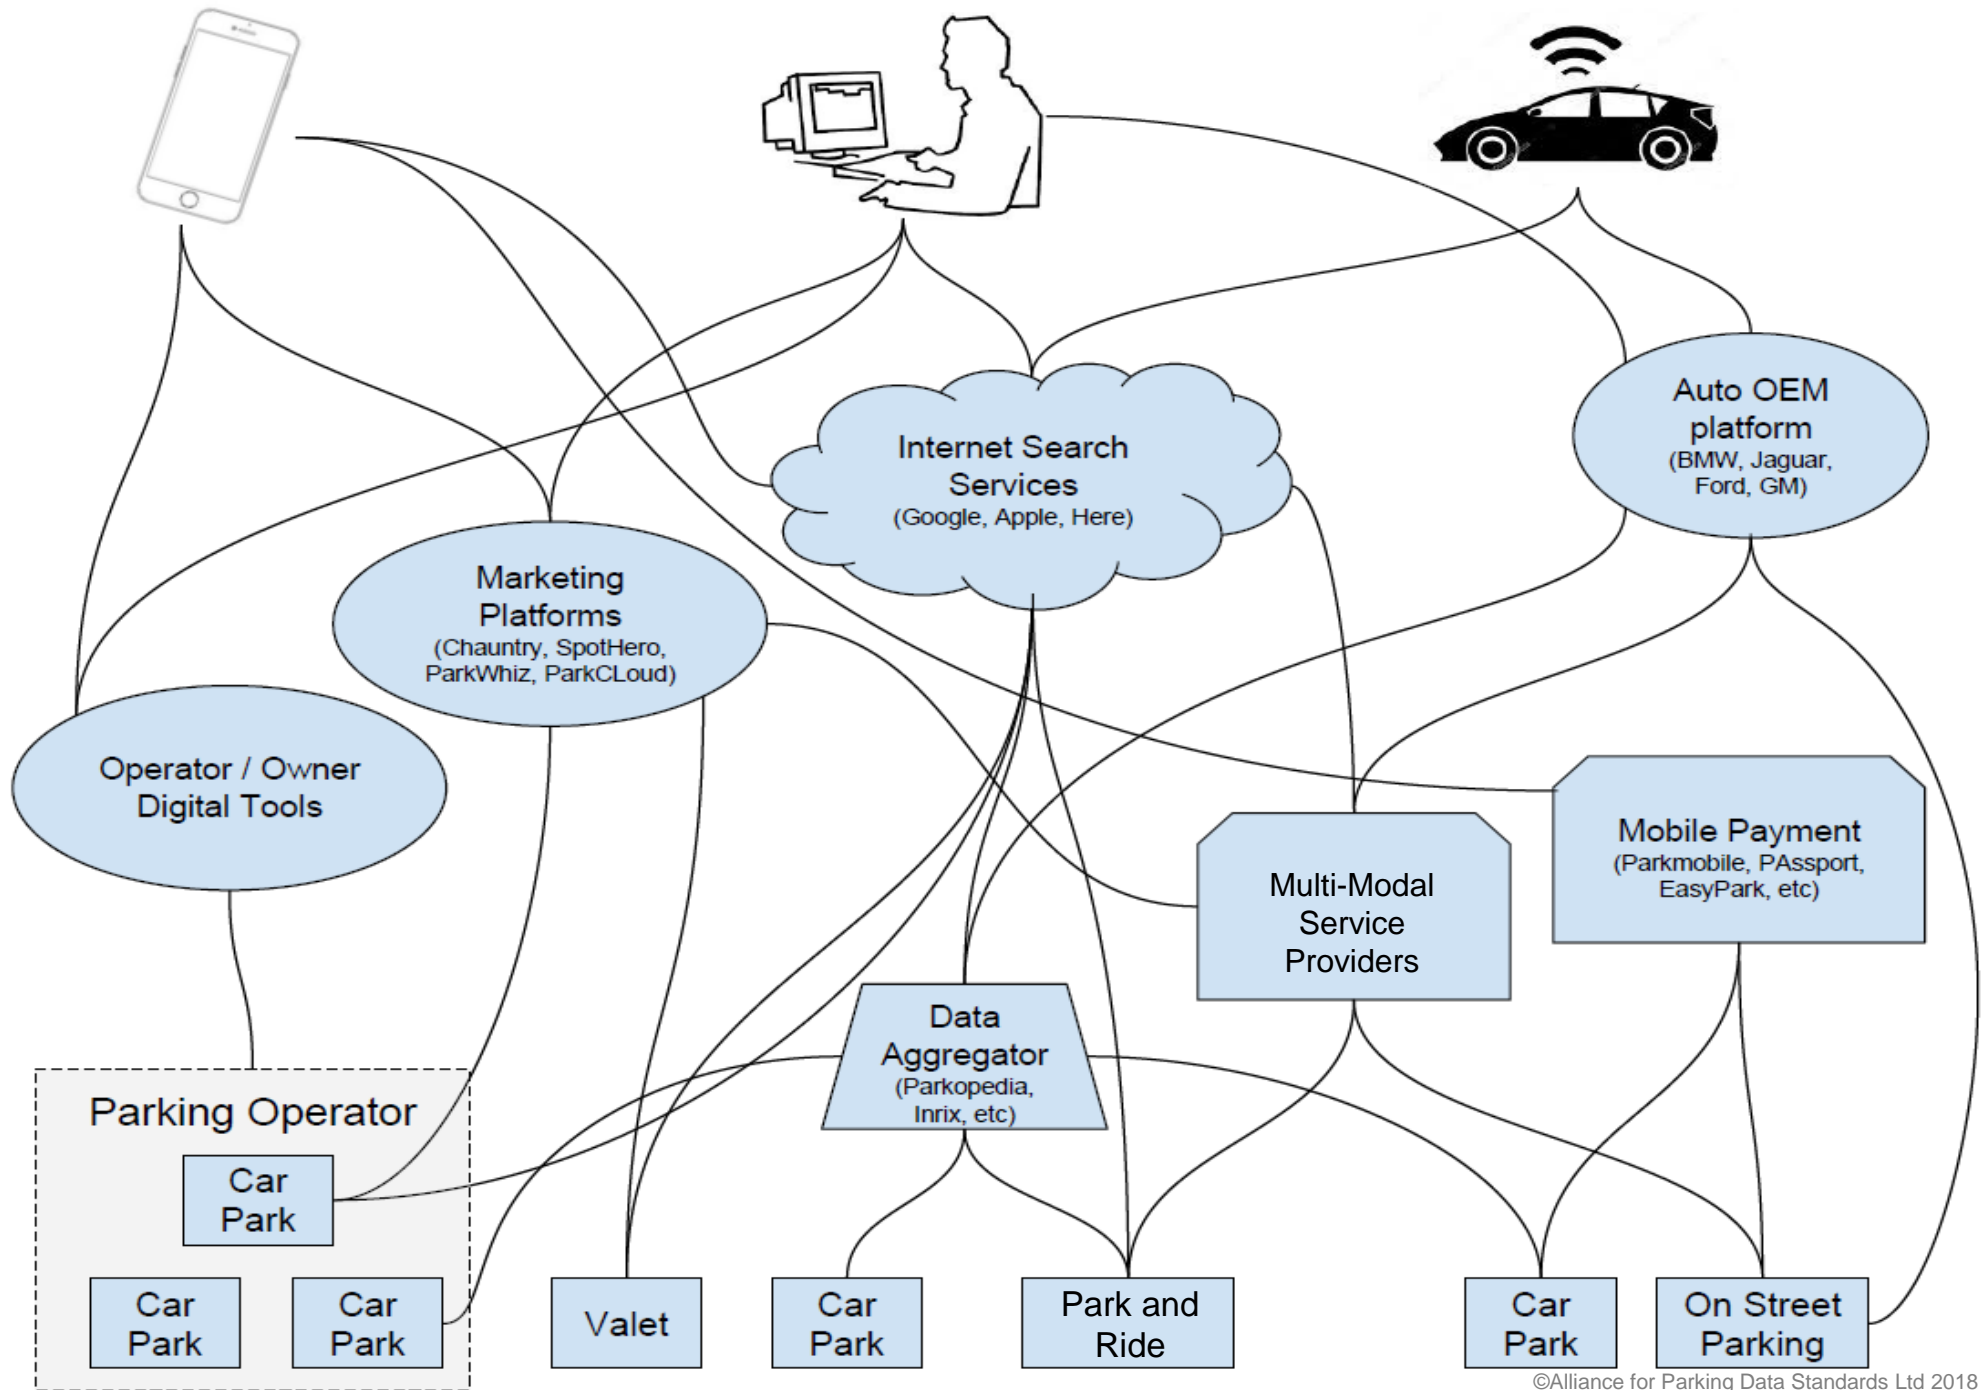 Auto OEM
platform
(BMW, Jaguar,
Ford, GM)
Internet Search
Services
(Google, Apple, Here)
Marketing
Platforms
(Chauntry, SpotHero,
ParkWhiz, ParkCLoud)
Operator / Owner
Digital Tools
Mobile Payment
(Parkmobile, PAssport,
EasyPark, etc)
Multi-Modal
Service
Providers
Data
Aggregator
(Parkopedia,
Inrix, etc)
Parking Operator
Car
Park
Car
Park
Car
Park
Valet
Car
Park
Park and
Ride
Car
Park
On Street
Parking
©Alliance for Parking Data Standards Ltd 2018